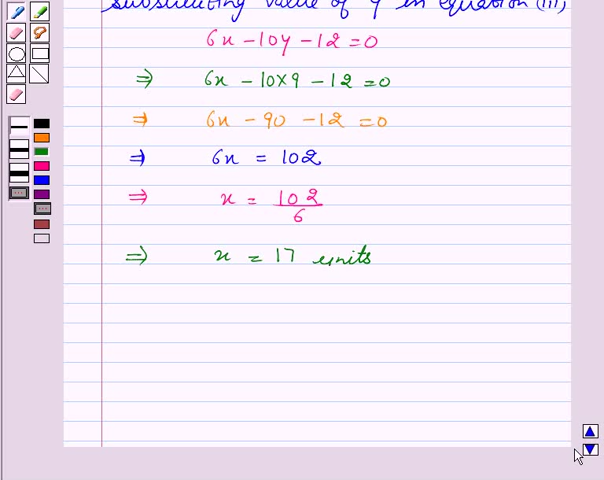 substituting value of y in equation (III)
6x - 10y - 12 = 0
⇒ 6x - 10×9 - 12 = 0
⇒ 6x - 90 - 12 = 0
⇒ 6x = 102
⇒ x = 102/6
⇒ x = 17 units